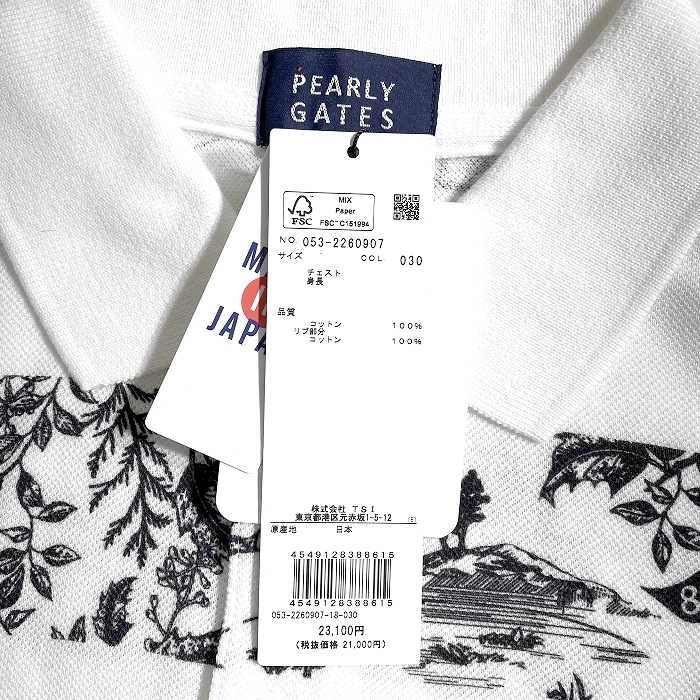 PEARLY
GATES
MIX
Paper
FSC
FSC™ C151994
NO. 053-2260907
サイズ COL. 030
チェスト
身長
品質
コットン 100%
リブ部分
コットン 100%
株式会社 TSI
東京都港区元赤坂1-5-12 (B)
原産地 日本
4549128388615
4549128388615
053-2260907-18-030
23,100円
(税抜価格 21,000円)
M
JAPA
8